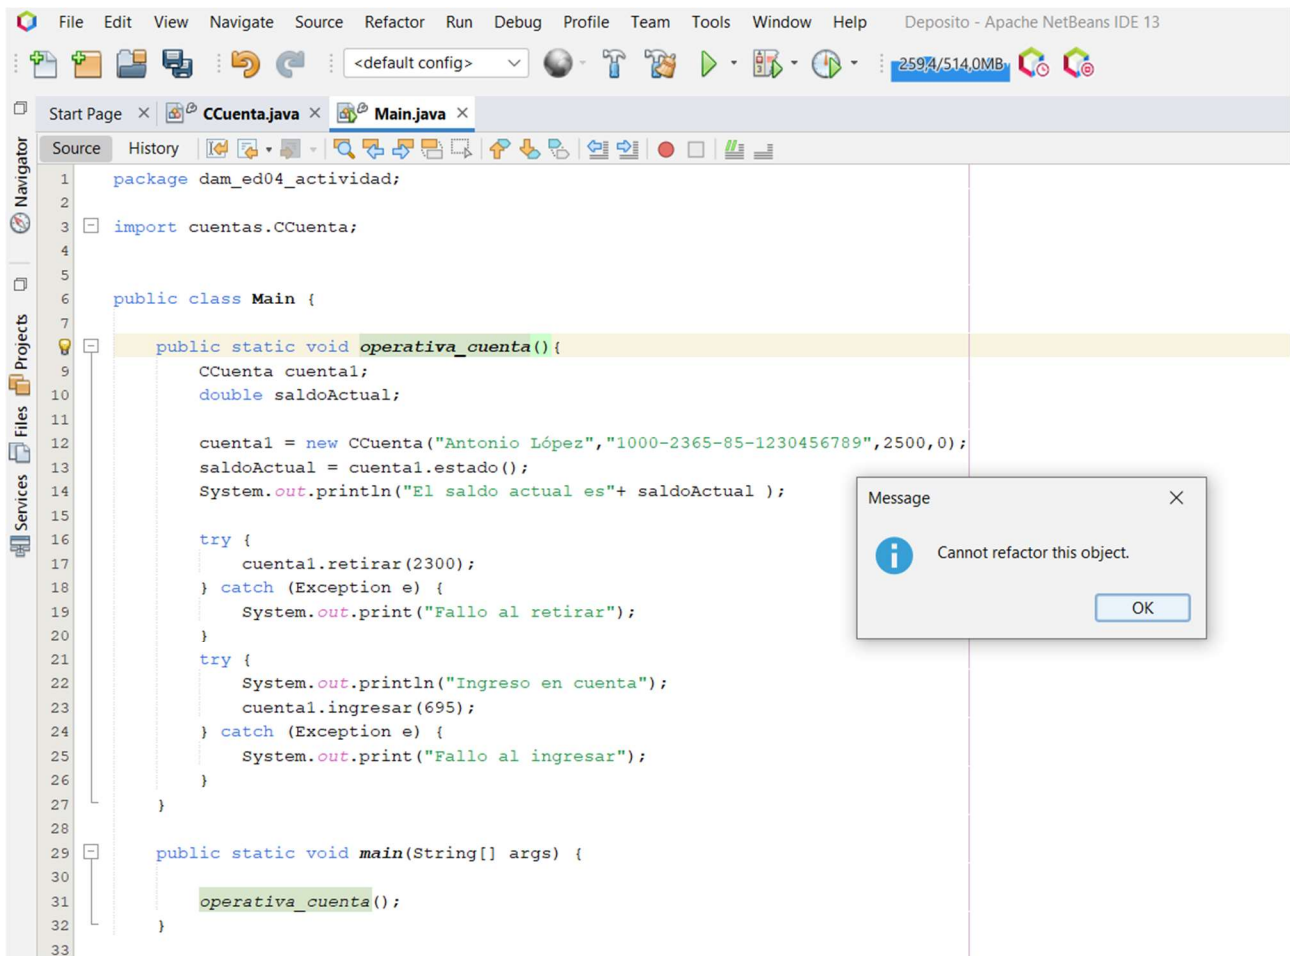 File Edit View Navigate Source Refactor Run Debug Profile Team Tools Window Help Deposito - Apache NetBeans IDE 13
<default config> 259,4/514,0MB
Start Page CCuenta.java Main.java
Source History
Navigator
Projects
Files
Services
1 package dam_ed04_actividad;
2
3 import cuentas.CCuenta;
4
5
6 public class Main {
7
public static void operativa_cuenta(){
9 CCuenta cuenta1;
10 double saldoActual;
11
12 cuenta1 = new CCuenta("Antonio López","1000-2365-85-1230456789",2500,0);
13 saldoActual = cuenta1.estado();
14 System.out.println("El saldo actual es"+ saldoActual );
15
16 try {
17 cuenta1.retirar(2300);
18 } catch (Exception e) {
19 System.out.print("Fallo al retirar");
20 }
21 try {
22 System.out.println("Ingreso en cuenta");
23 cuenta1.ingresar(695);
24 } catch (Exception e) {
25 System.out.print("Fallo al ingresar");
26 }
27 }
28
29 public static void main(String[] args) {
30
31 operativa_cuenta();
32 }
33
Message
Cannot refactor this object.
OK